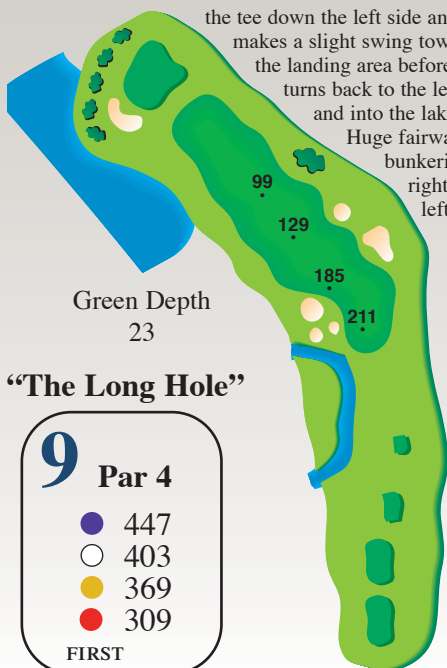 the tee down the left side an
makes a slight swing tow
the landing area before
turns back to the le
and into the lak
Huge fairwa
bunkeri
right
left
99
129
185
211
Green Depth
23
“The Long Hole”
9
Par 4
447
403
369
309
FIRST